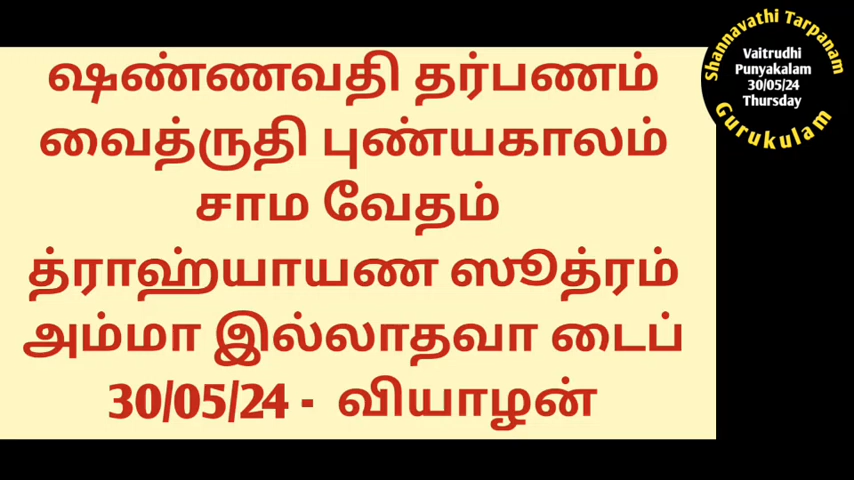 ஷண்ணவதி தர்பணம்
வைத்ருதி புண்யகாலம்
சாம வேதம்
த்ராஹ்யாயண ஸூத்ரம்
அம்மா இல்லாதவா டைப்
30/05/24 - வியாழன்
Shannavathi Tarpanam
Vaitrudhi
Punyakalam
30/05/24
Thursday
Gurukulam